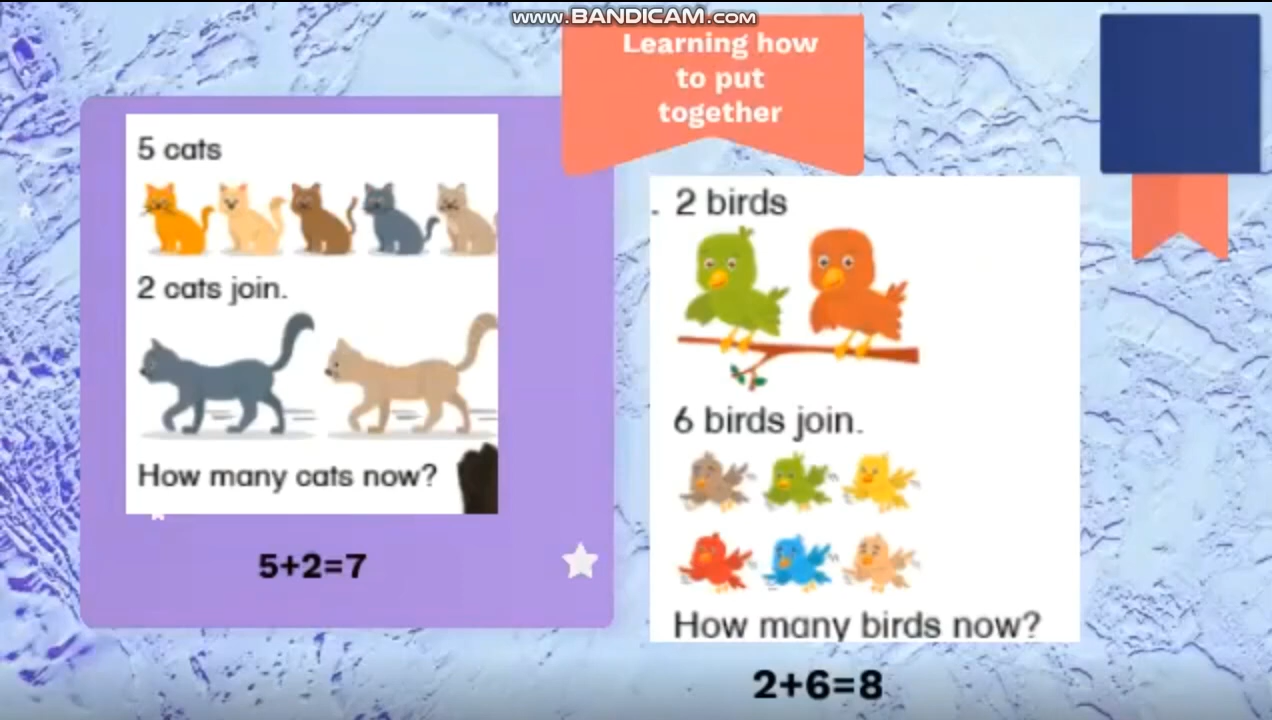 www.BANDICAM.com
Learning how
to put
together
5 cats
2 cats join.
How many cats now?
5+2=7
. 2 birds
6 birds join.
How many birds now?
2+6=8